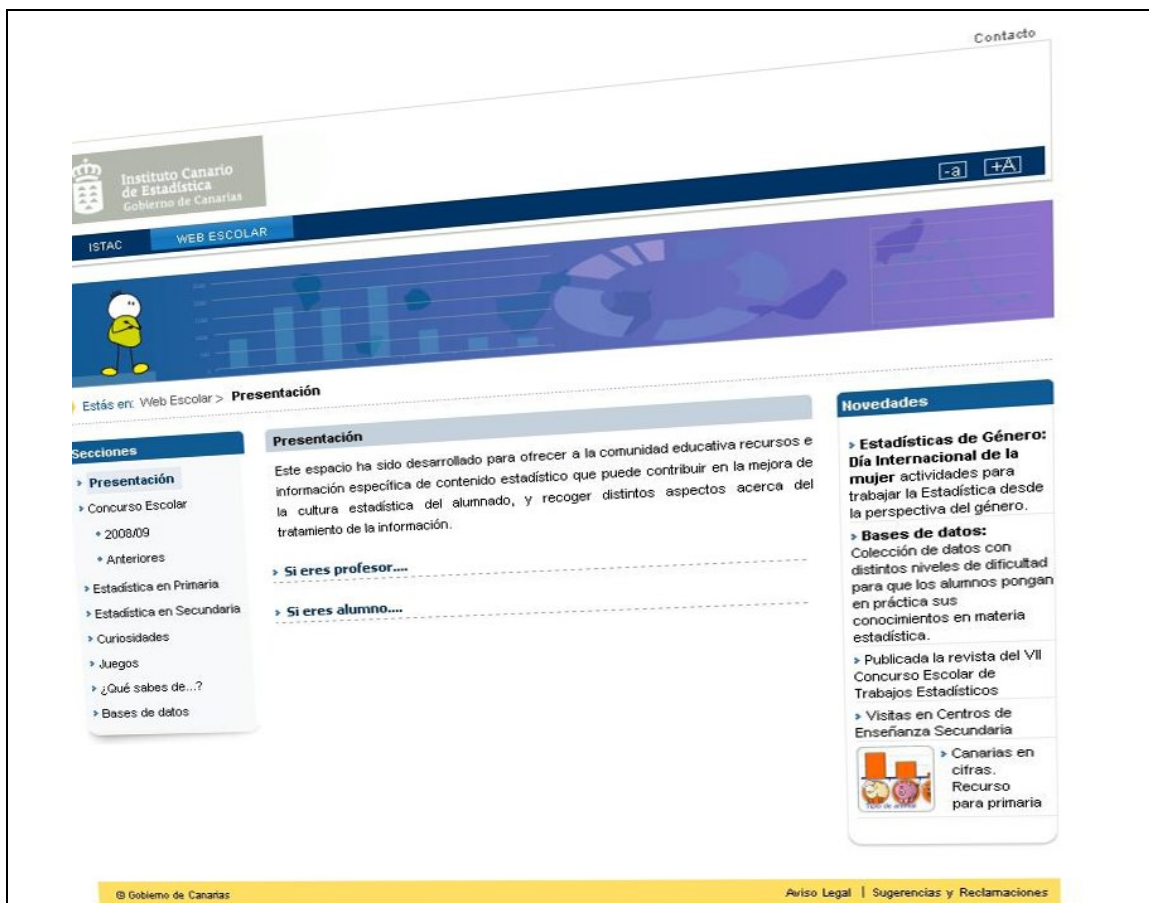 Contacto
Instituto Canario
de Estadística
Gobierno de Canarias
-a +A
ISTAC WEB ESCOLAR
Estás en: Web Escolar > Presentación
Secciones
Presentación
Concurso Escolar
2008/09
Anteriores
Estadística en Primaria
Estadística en Secundaria
Curiosidades
Juegos
¿Qué sabes de...?
Bases de datos
Presentación
Este espacio ha sido desarrollado para ofrecer a la comunidad educativa recursos e
información específica de contenido estadístico que puede contribuir en la mejora de
la cultura estadística del alumnado, y recoger distintos aspectos acerca del
tratamiento de la información.
Si eres profesor....
Si eres alumno....
Novedades
Estadísticas de Género:
Día Internacional de la
mujer actividades para
trabajar la Estadística desde
la perspectiva del género.
Bases de datos:
Colección de datos con
distintos niveles de dificultad
para que los alumnos pongan
en práctica sus
conocimientos en materia
estadística.
Publicada la revista del VII
Concurso Escolar de
Trabajos Estadísticos
Visitas en Centros de
Enseñanza Secundaria
Canarias en
cifras.
Recurso
para primaria
Tipo de animal
© Gobierno de Canarias
Aviso Legal | Sugerencias y Reclamaciones